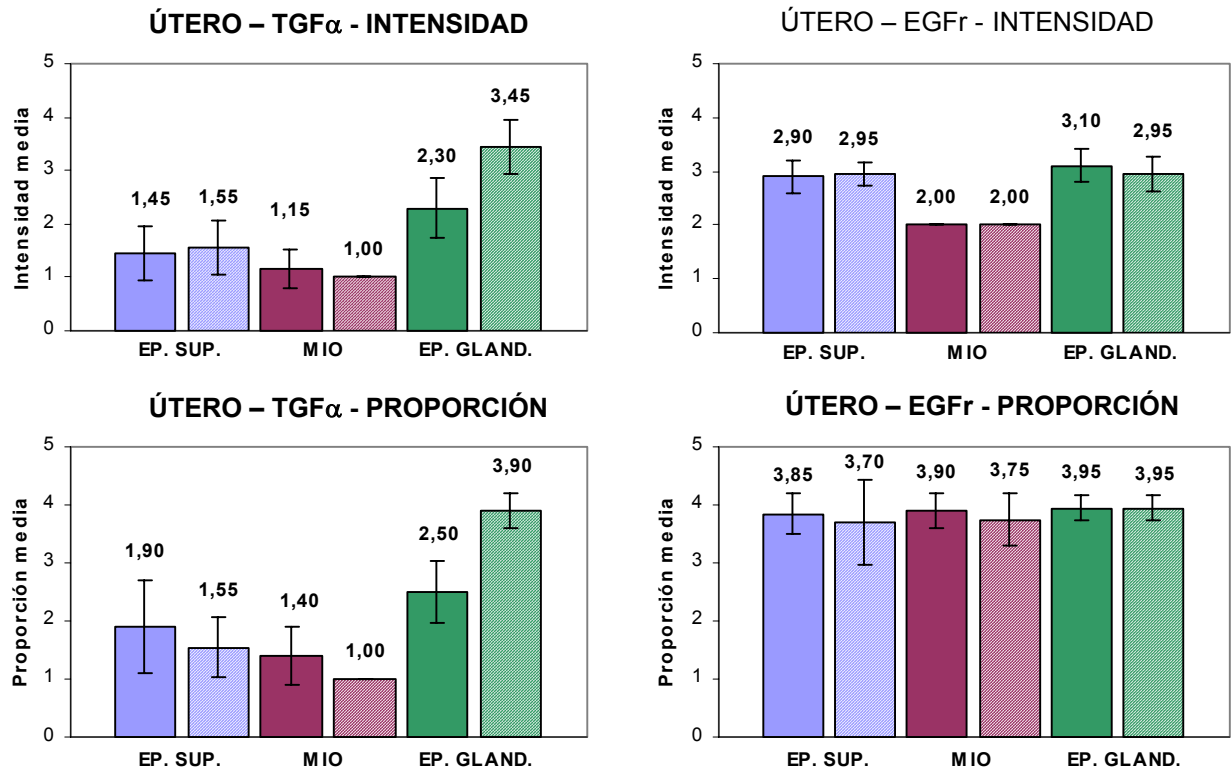 ÚTERO – TGFα - INTENSIDAD
Intensidad media
5
4
3
2
1
0
1,45
1,55
1,15
1,00
2,30
3,45
EP. SUP.
MIO
EP. GLAND.
ÚTERO – EGFr - INTENSIDAD
Intensidad media
5
4
3
2
1
0
2,90
2,95
2,00
2,00
3,10
2,95
EP. SUP.
MIO
EP. GLAND.
ÚTERO – TGFα - PROPORCIÓN
Proporción media
5
4
3
2
1
0
1,90
1,55
1,40
1,00
2,50
3,90
EP. SUP.
MIO
EP. GLAND.
ÚTERO – EGFr - PROPORCIÓN
Proporción media
5
4
3
2
1
0
3,85
3,70
3,90
3,75
3,95
3,95
EP. SUP.
MIO
EP. GLAND.